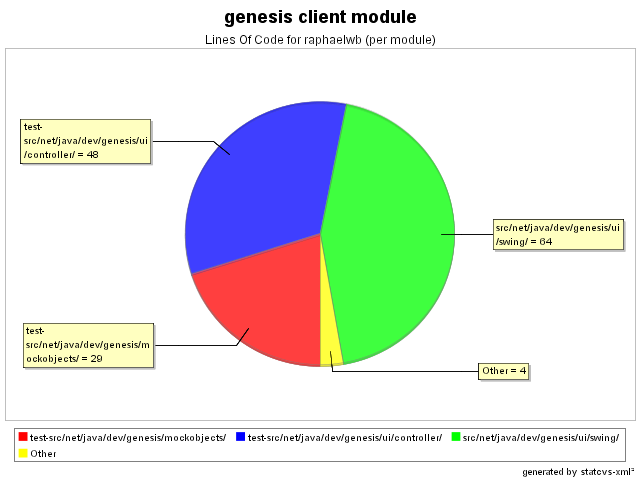 genesis client module
Lines Of Code for raphaelwb (per module)
test-
src/net/java/dev/genesis/ui
/controller/ = 48
src/net/java/dev/genesis/ui
/swing/ = 64
test-
src/net/java/dev/genesis/m
ockobjects/ = 29
Other = 4
test-src/net/java/dev/genesis/mockobjects/
test-src/net/java/dev/genesis/ui/controller/
src/net/java/dev/genesis/ui/swing/
Other
generated by statcvs-xml²